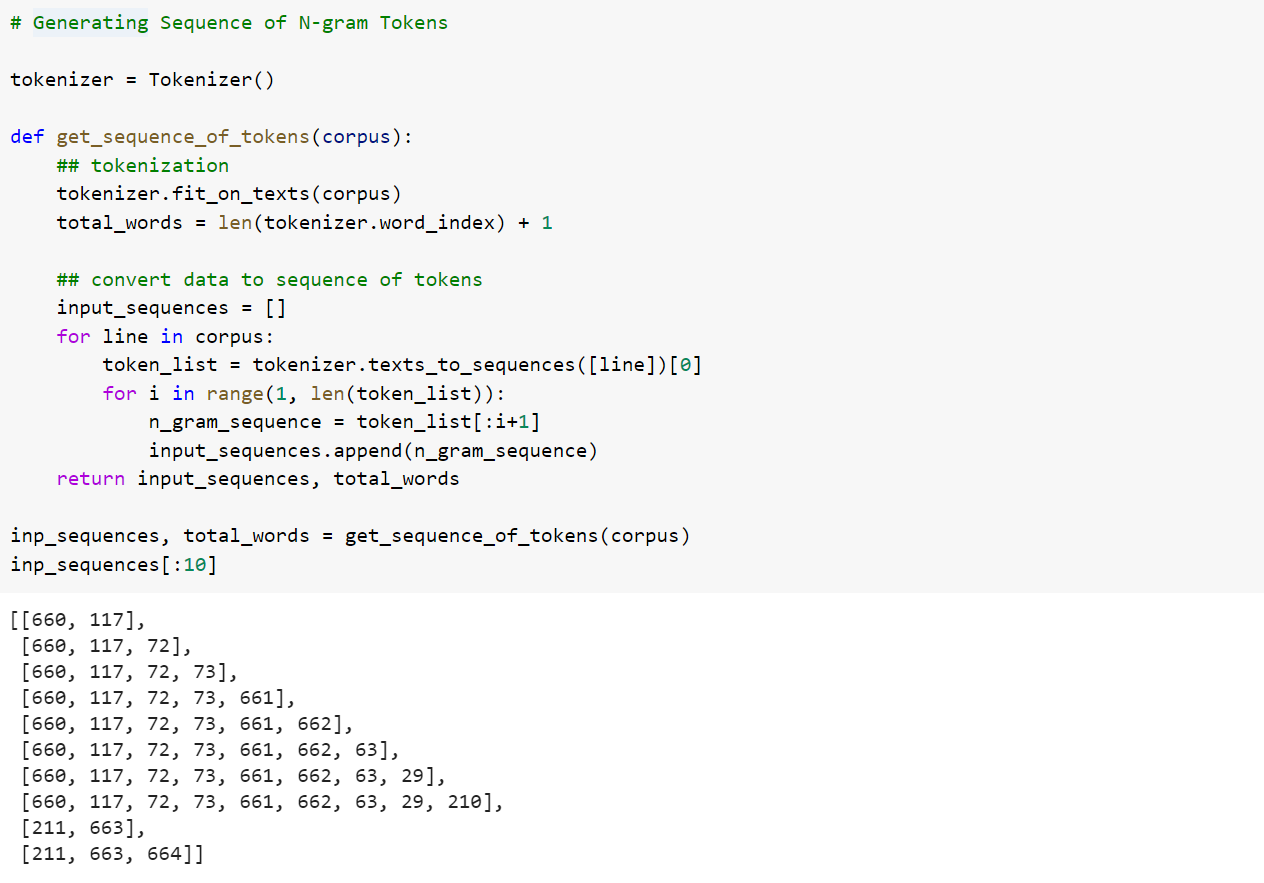 # Generating Sequence of N-gram Tokens
tokenizer = Tokenizer()
def get_sequence_of_tokens(corpus):
    ## tokenization
    tokenizer.fit_on_texts(corpus)
    total_words = len(tokenizer.word_index) + 1
    ## convert data to sequence of tokens
    input_sequences = []
    for line in corpus:
        token_list = tokenizer.texts_to_sequences([line])[0]
        for i in range(1, len(token_list)):
            n_gram_sequence = token_list[:i+1]
            input_sequences.append(n_gram_sequence)
    return input_sequences, total_words
inp_sequences, total_words = get_sequence_of_tokens(corpus)
inp_sequences[:10]
[[660, 117],
 [660, 117, 72],
 [660, 117, 72, 73],
 [660, 117, 72, 73, 661],
 [660, 117, 72, 73, 661, 662],
 [660, 117, 72, 73, 661, 662, 63],
 [660, 117, 72, 73, 661, 662, 63, 29],
 [660, 117, 72, 73, 661, 662, 63, 29, 210],
 [211, 663],
 [211, 663, 664]]